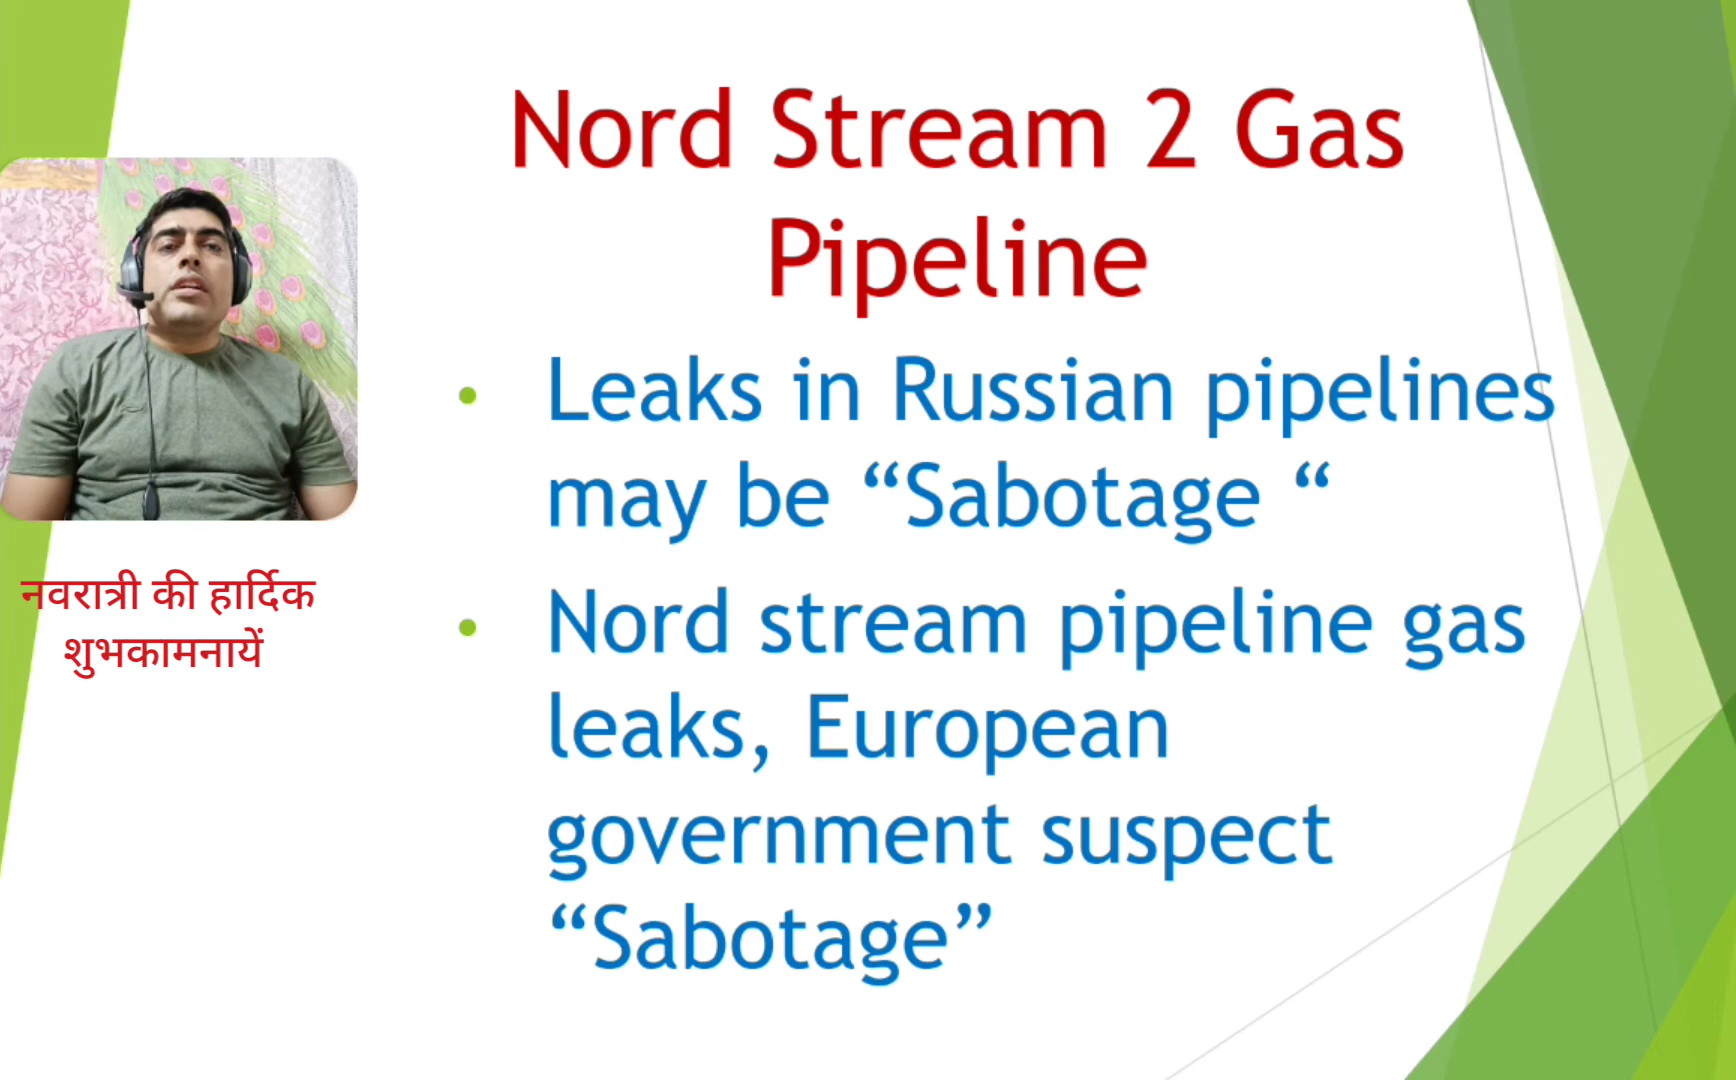 Nord Stream 2 Gas
Pipeline
• Leaks in Russian pipelines
may be “Sabotage “
• Nord stream pipeline gas
leaks, European
government suspect
“Sabotage”
नवरात्री की हार्दिक
शुभकामनायें